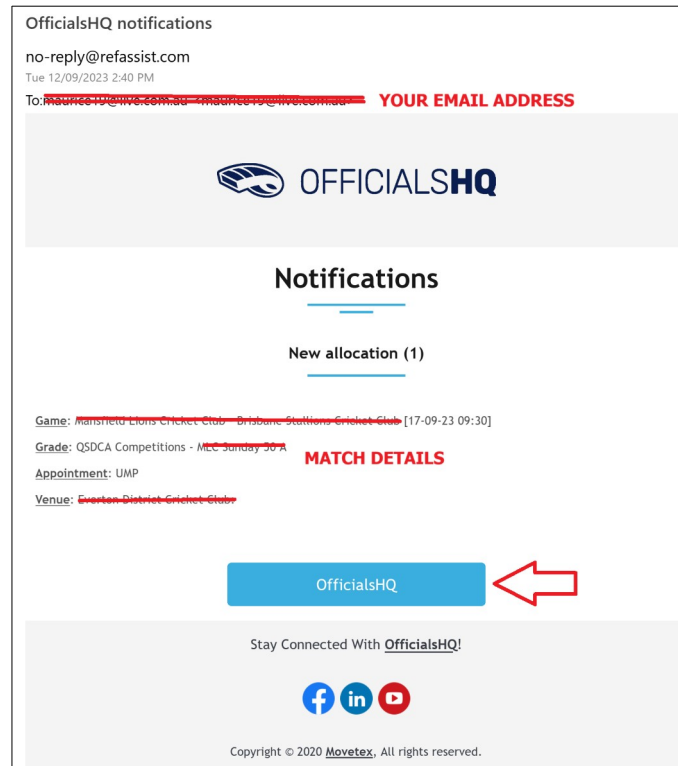 OfficialsHQ notifications
no-reply@refassist.com
Tue 12/09/2023 2:40 PM
To: YOUR EMAIL ADDRESS
OFFICIALSHQ
Notifications
New allocation (1)
Game: [17-09-23 09:30]
Grade: QSDCA Competitions -
MATCH DETAILS
Appointment: UMP
Venue:
OfficialsHQ
Stay Connected With OfficialsHQ!
Copyright © 2020 Movetex, All rights reserved.